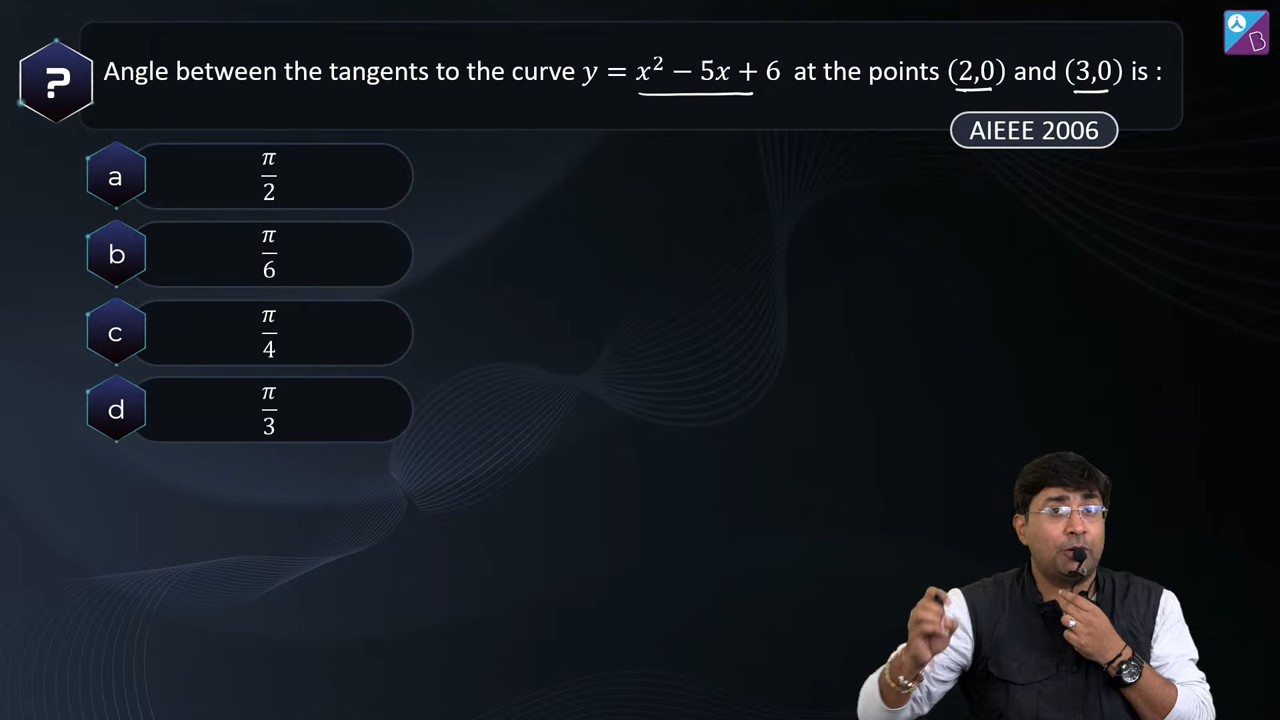 ?
Angle between the tangents to the curve y = x² − 5x + 6 at the points (2,0) and (3,0) is :
AIEEE 2006
a π/2
b π/6
c π/4
d π/3
B